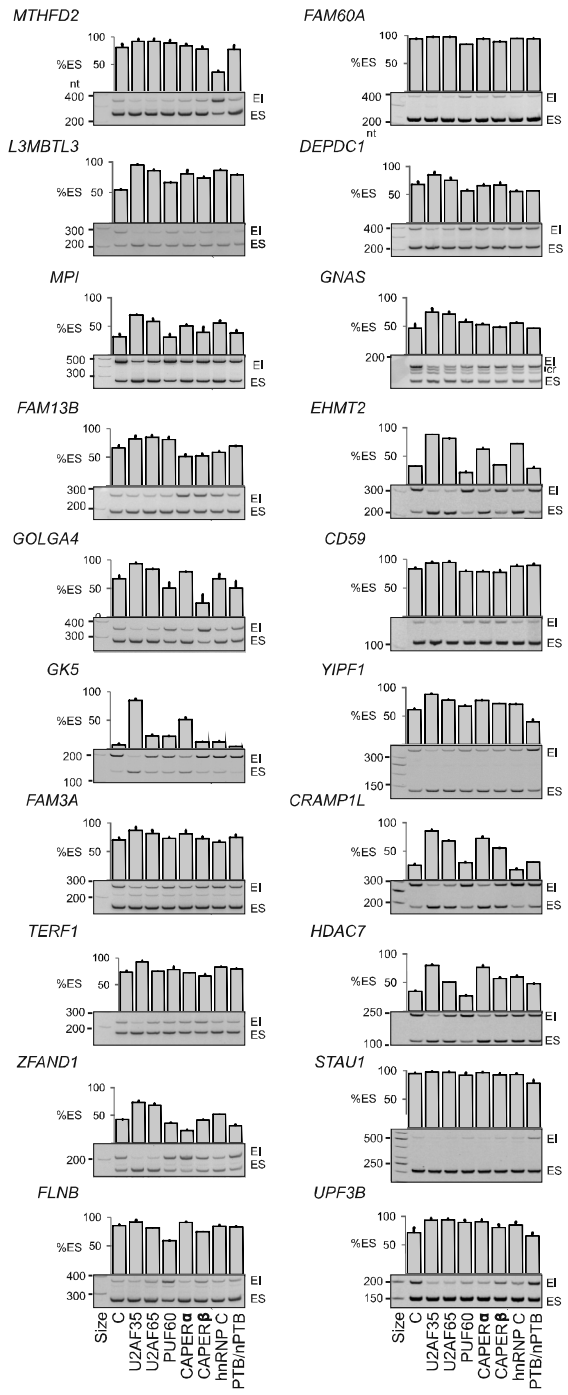 MTHFD2
100
%ES 50
nt
400 EI
200 ES
L3MBTL3
100
%ES 50
300 EI
200 ES
MPI
100
%ES 50
500 EI
300
ES
FAM13B
100
%ES 50
300 EI
200 ES
GOLGA4
100
%ES 50
0
400 EI
300 ES
GK5
100
%ES 50
200 EI
100 ES
FAM3A
100
%ES 50
300 EI
200
ES
TERF1
100
%ES 50
300 EI
200 ES
ZFAND1
100
%ES 50
200 EI
ES
FLNB
100
%ES 50
400 EI
300 ES
Size
C
U2AF35
U2AF65
PUF60
CAPERα
CAPERβ
hnRNP C
PTB/nPTB
FAM60A
100
%ES 50
400 EI
200 ES
nt
DEPDC1
100
%ES 50
400 EI
200 ES
GNAS
100
%ES 50
200 EI
cr
ES
EHMT2
100
%ES 50
300 EI
200 ES
CD59
100
%ES 50
EI
100 ES
YIPF1
100
%ES 50
EI
300
150 ES
CRAMP1L
100
%ES 50
300 EI
200 ES
HDAC7
100
%ES 50
250 EI
100 ES
STAU1
100
%ES 50
500 EI
250
ES
UPF3B
100
%ES 50
200 EI
150 ES
Size
C
U2AF35
U2AF65
PUF60
CAPERα
CAPERβ
hnRNP C
PTB/nPTB